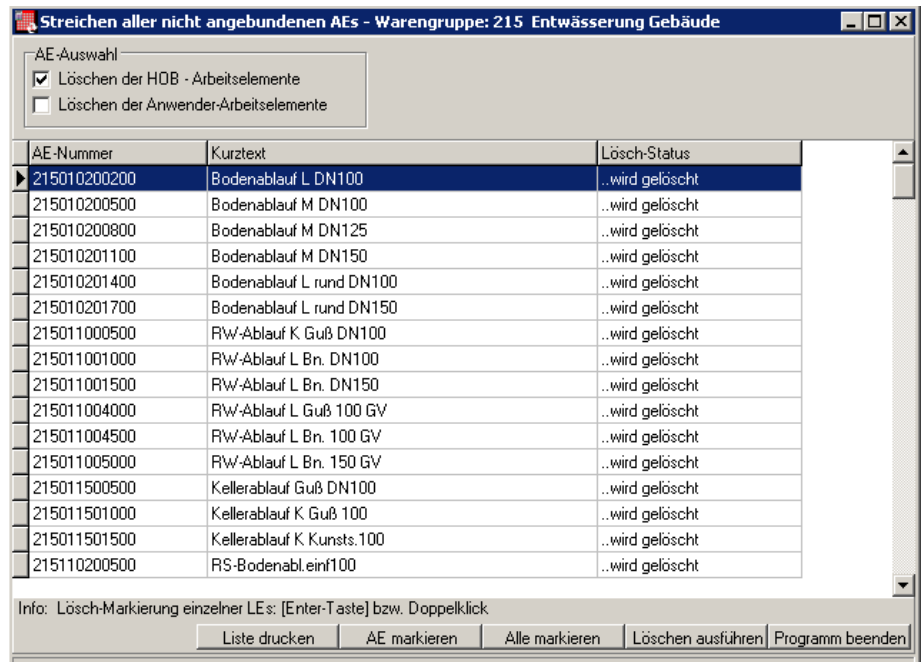 Streichen aller nicht angebundenen AEs - Warengruppe: 215 Entwässerung Gebäude
AE-Auswahl
Löschen der HOB - Arbeitselemente
Löschen der Anwender-Arbeitselemente
AE-Nummer Kurztext Lösch-Status
215010200200 Bodenablauf L DN100 ..wird gelöscht
215010200500 Bodenablauf M DN100 ..wird gelöscht
215010200800 Bodenablauf M DN125 ..wird gelöscht
215010201100 Bodenablauf M DN150 ..wird gelöscht
215010201400 Bodenablauf L rund DN100 ..wird gelöscht
215010201700 Bodenablauf L rund DN150 ..wird gelöscht
215011000500 RW-Ablauf K Guß DN100 ..wird gelöscht
215011001000 RW-Ablauf L Bn. DN100 ..wird gelöscht
215011001500 RW-Ablauf L Bn. DN150 ..wird gelöscht
215011004000 RW-Ablauf L Guß 100 GV ..wird gelöscht
215011004500 RW-Ablauf L Bn. 100 GV ..wird gelöscht
215011005000 RW-Ablauf L Bn. 150 GV ..wird gelöscht
215011500500 Kellerablauf Guß DN100 ..wird gelöscht
215011501000 Kellerablauf K Guß 100 ..wird gelöscht
215011501500 Kellerablauf K Kunsts.100 ..wird gelöscht
215110200500 RS-Bodenabl.einf100 ..wird gelöscht
Info: Lösch-Markierung einzelner LEs: [Enter-Taste] bzw. Doppelklick
Liste drucken AE markieren Alle markieren Löschen ausführen Programm beenden